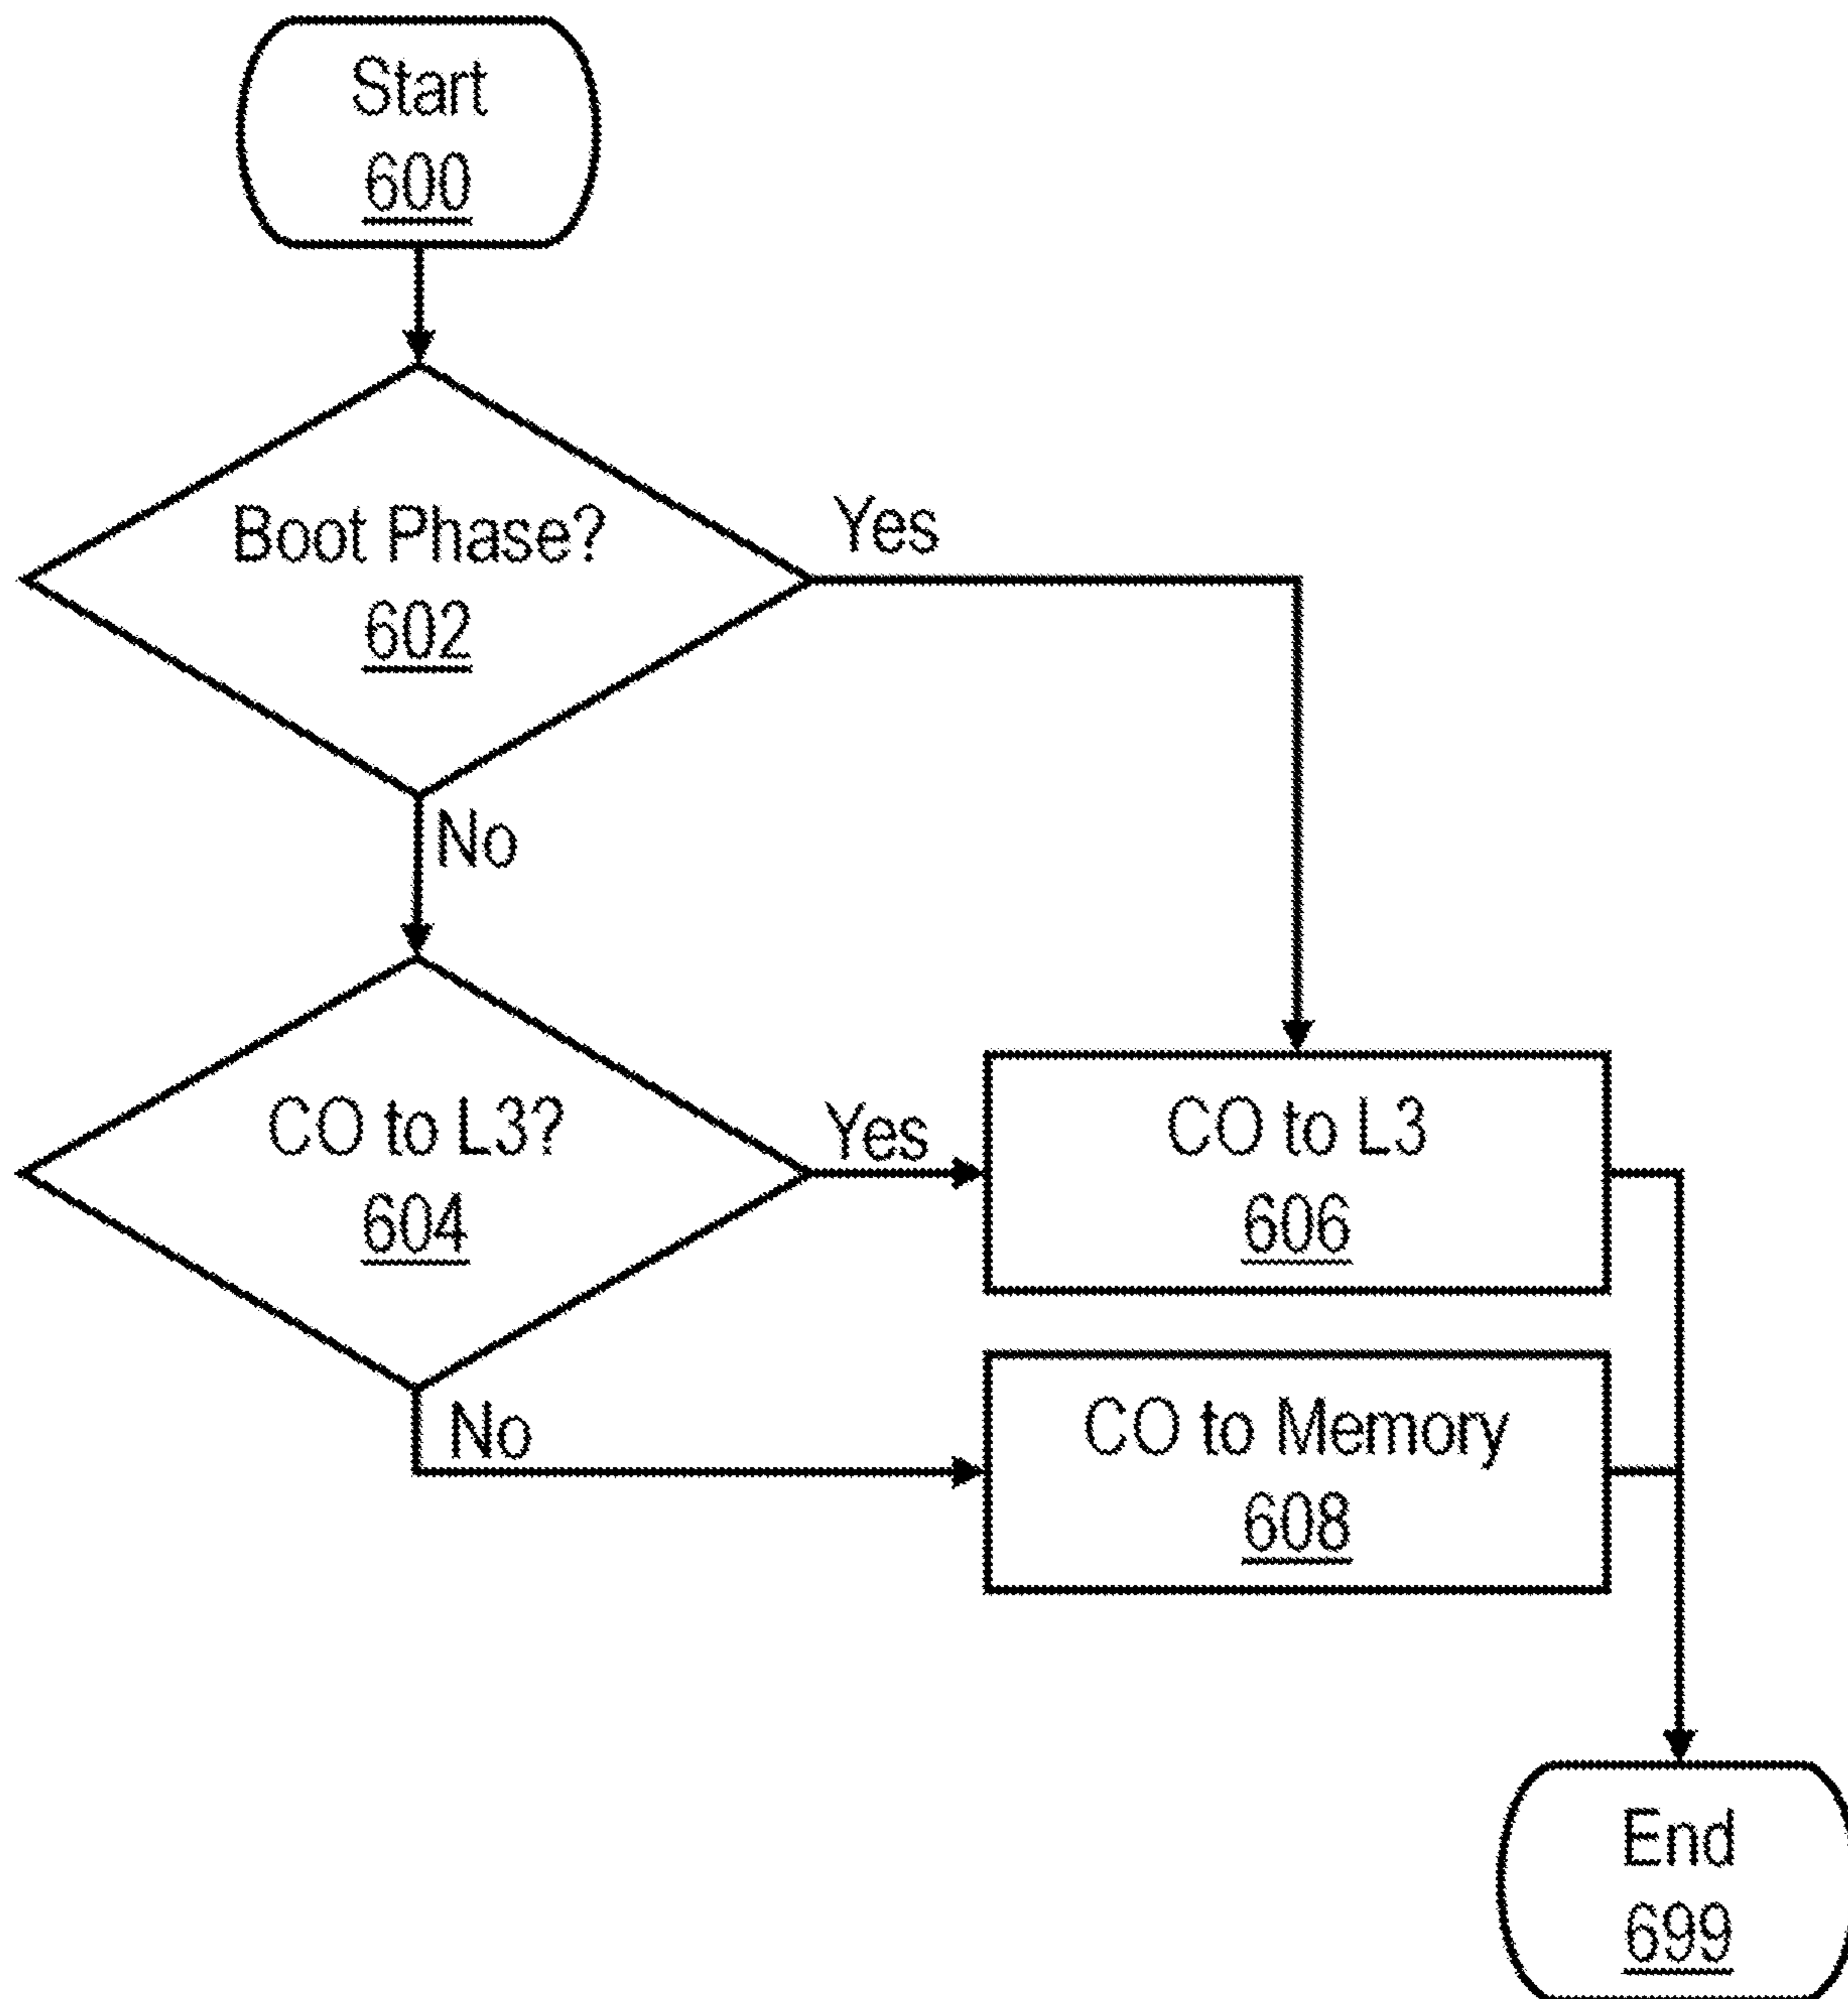 Start
600
Boot Phase?
602
Yes
No
CO to L3?
604
Yes
CO to L3
606
No
CO to Memory
608
End
699